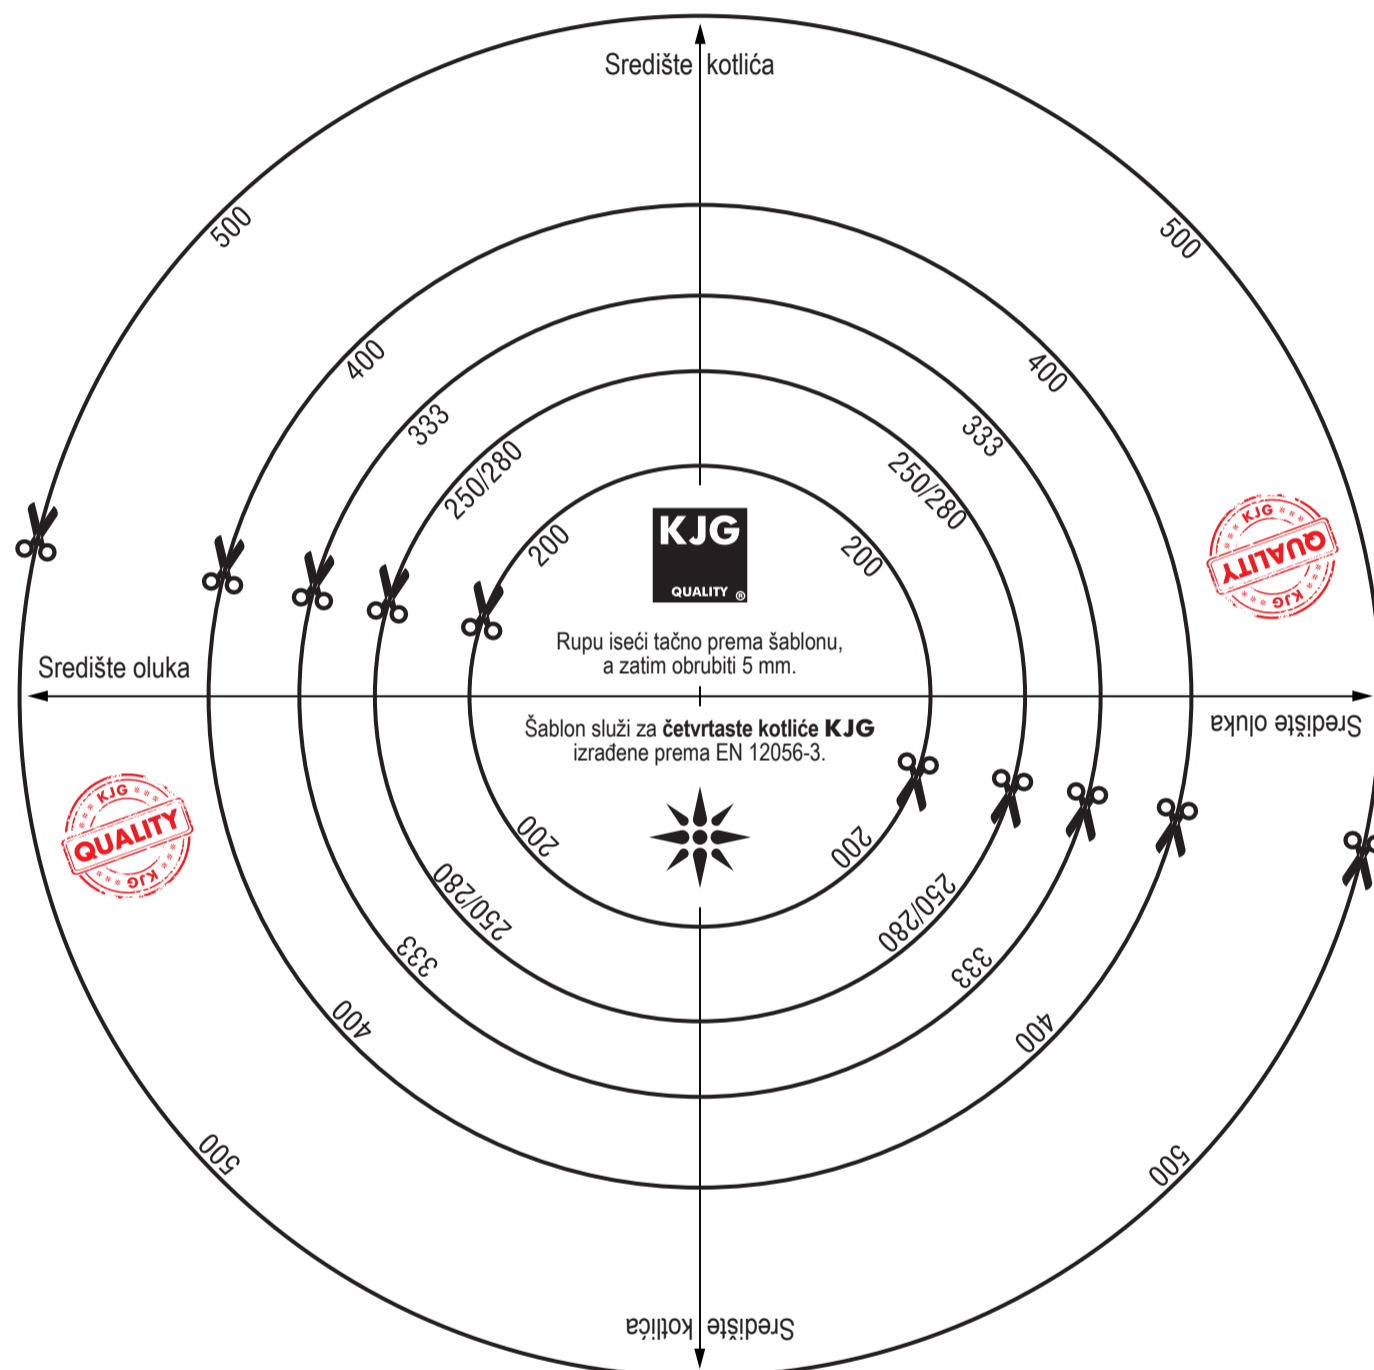 Središte kotlića
500
500
400
400
333
333
250/280
250/280
200
200
KJG
QUALITY ®
KJG
QUALITY
KJG
Rupu iseći tačno prema šablonu,
a zatim obrubiti 5 mm.
Središte oluka
Središte oluka
Šablon služi za četvrtaste kotliće KJG
izrađene prema EN 12056-3.
KJG
QUALITY
KJG
200
200
250/280
250/280
333
333
400
400
500
500
Središte kotlića